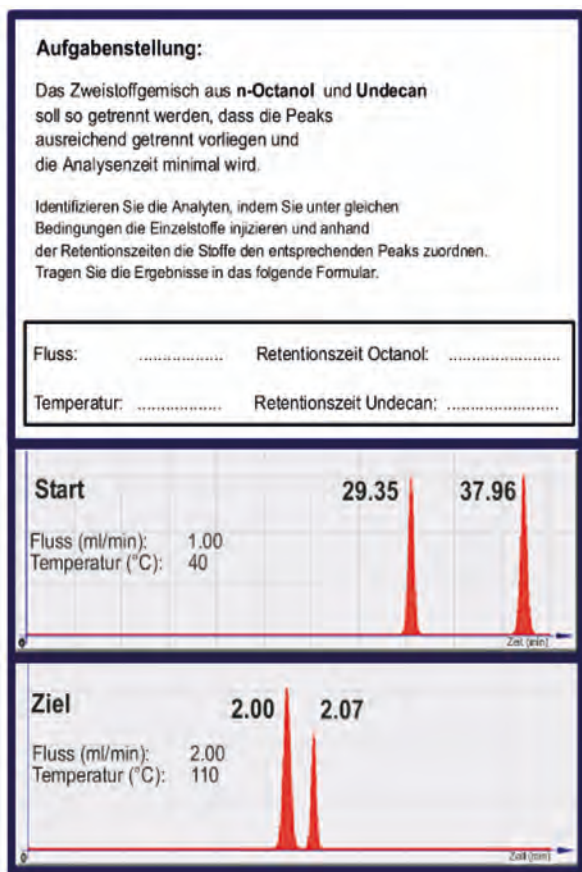 Aufgabenstellung:
Das Zweistoffgemisch aus n-Octanol und Undecan
soll so getrennt werden, dass die Peaks
ausreichend getrennt vorliegen und
die Analysenzeit minimal wird.
Identifizieren Sie die Analyten, indem Sie unter gleichen
Bedingungen die Einzelstoffe injizieren und anhand
der Retentionszeiten die Stoffe den entsprechenden Peaks zuordnen.
Tragen Sie die Ergebnisse in das folgende Formular.
Fluss: .................. Retentionszeit Octanol: ........................
Temperatur: .................. Retentionszeit Undecan: ........................
Start 29.35 37.96
Fluss (ml/min): 1.00
Temperatur (°C): 40
0 Zeit (min)
Ziel 2.00 2.07
Fluss (ml/min): 2.00
Temperatur (°C): 110
0 Zeit (min)